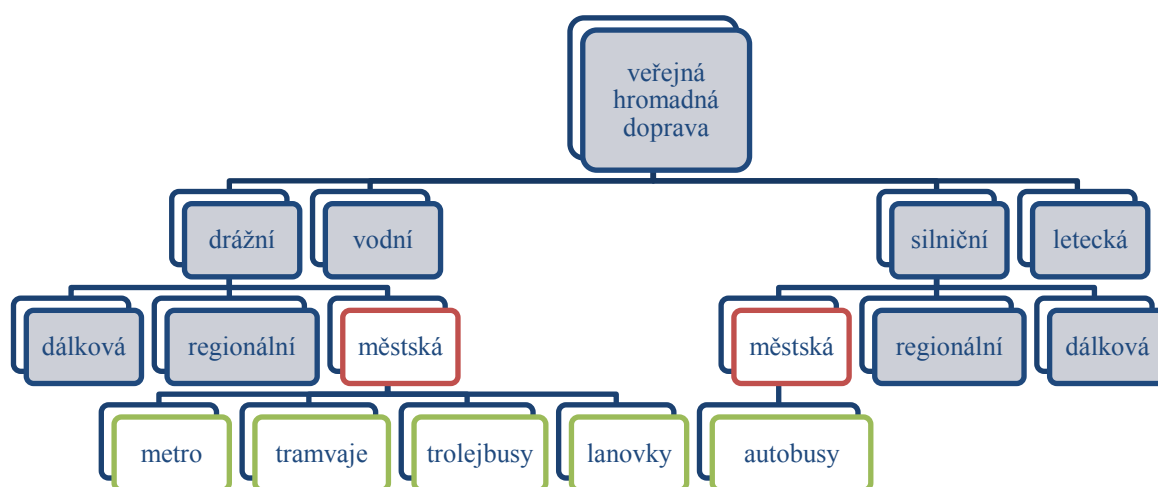 veřejná
hromadná
doprava
drážní vodní silniční letecká
dálková regionální městská městská regionální dálková
metro tramvaje trolejbusy lanovky autobusy